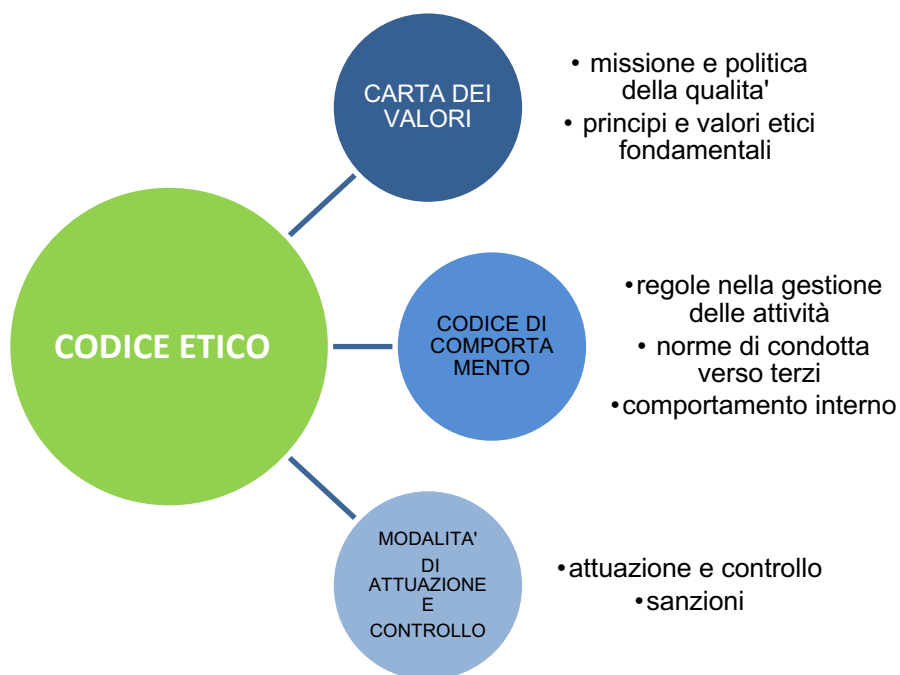 CARTA DEI
VALORI
• missione e politica
della qualita'
• principi e valori etici
fondamentali
CODICE ETICO
CODICE DI
COMPORTA
MENTO
•regole nella gestione
delle attività
• norme di condotta
verso terzi
•comportamento interno
MODALITA'
DI
ATTUAZIONE
E
CONTROLLO
•attuazione e controllo
•sanzioni